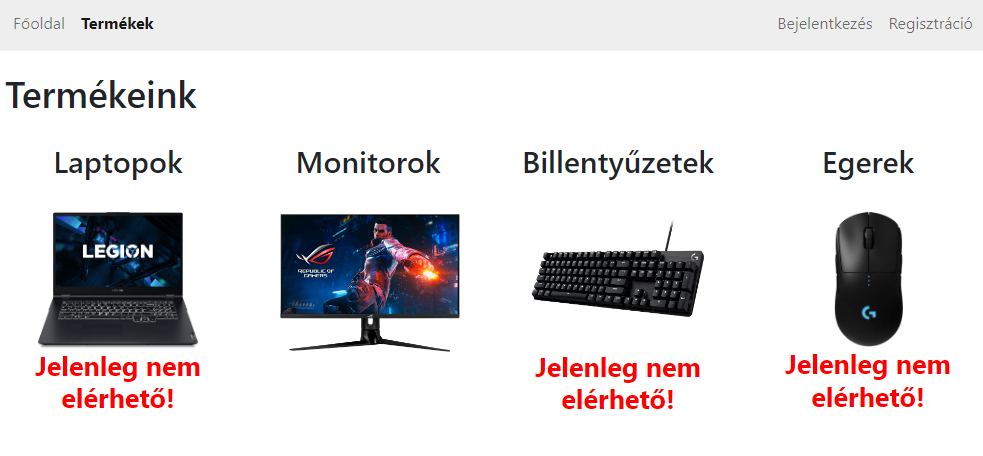 Főoldal Termékek Bejelentkezés Regisztráció
Termékeink
Laptopok Monitorok Billentyűzetek Egerek
LEGION
REPUBLIC OF
GAMERS
Jelenleg nem
elérhető!
Jelenleg nem
elérhető!
Jelenleg nem
elérhető!